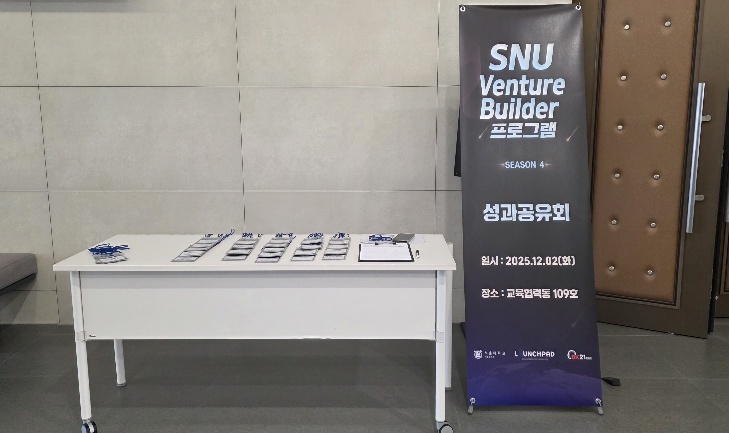 SNU
Venture
Builder
프로그램
SEASON 4
성과공유회
일시 : 2025.12.02(화)
장소 : 교육협력동 109호
L UNCHPAD